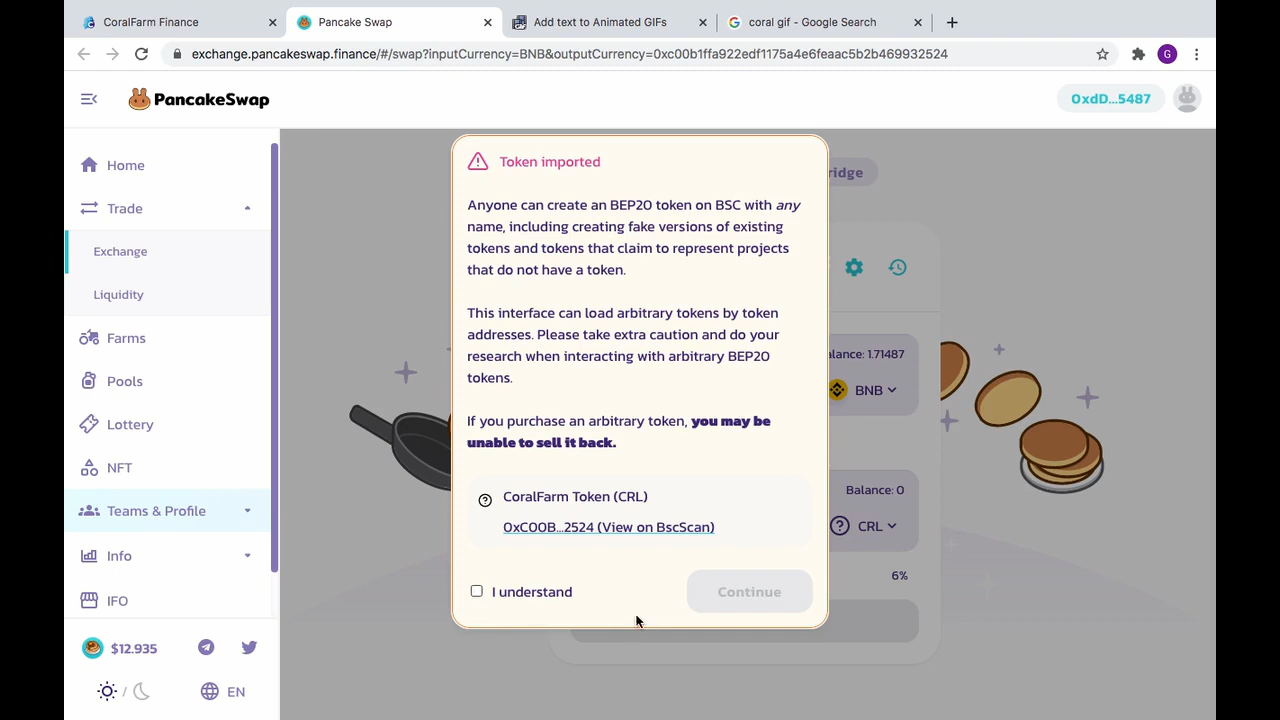 CoralFarm Finance
Pancake Swap
Add text to Animated GIFs
coral gif - Google Search
exchange.pancakeswap.finance/#/swap?inputCurrency=BNB&outputCurrency=0xc00b1ffa922edf1175a4e6feaac5b2b469932524
G
PancakeSwap
0xdD...5487
Home
Trade
Exchange
Liquidity
Farms
Pools
Lottery
NFT
Teams & Profile
Info
IFO
$12.935
EN
ridge
Token imported
Anyone can create an BEP20 token on BSC with any
name, including creating fake versions of existing
tokens and tokens that claim to represent projects
that do not have a token.
This interface can load arbitrary tokens by token
addresses. Please take extra caution and do your
research when interacting with arbitrary BEP20
tokens.
If you purchase an arbitrary token, you may be
unable to sell it back.
CoralFarm Token (CRL)
0xC00B...2524 (View on BscScan)
I understand
Continue
alance: 1.71487
BNB
Balance: 0
CRL
6%